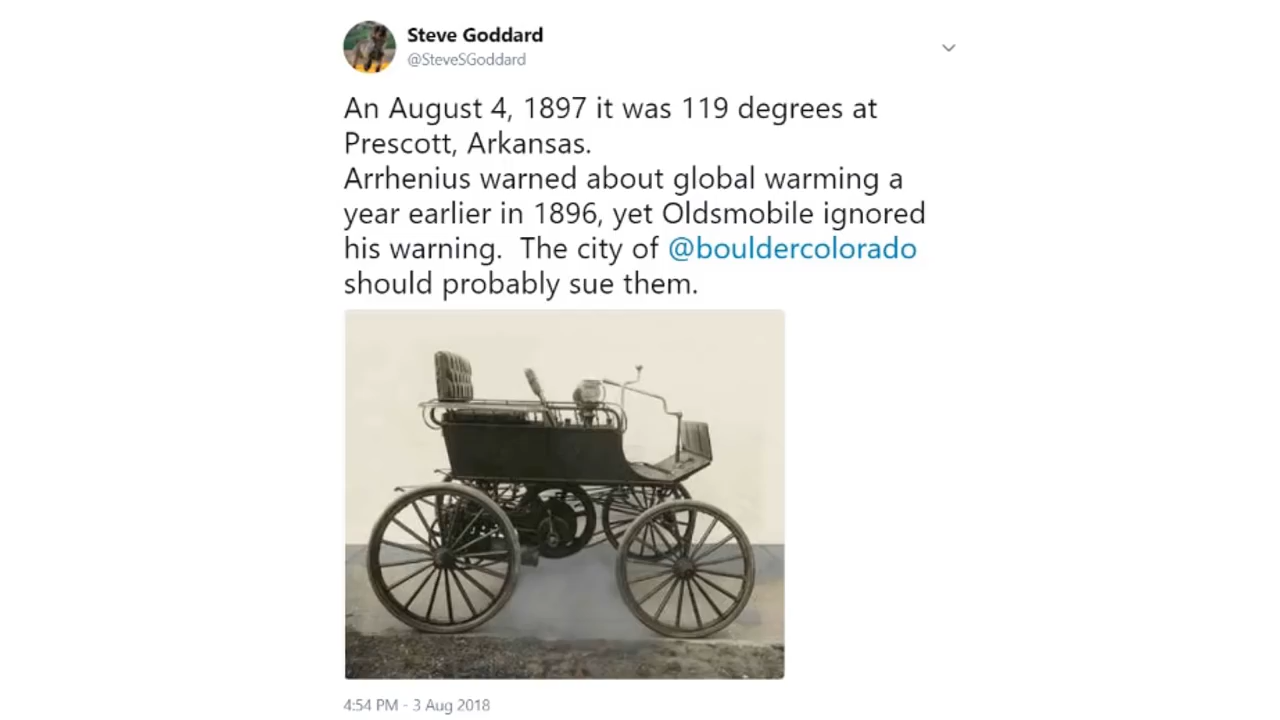 Steve Goddard
@SteveSGoddard
An August 4, 1897 it was 119 degrees at
Prescott, Arkansas.
Arrhenius warned about global warming a
year earlier in 1896, yet Oldsmobile ignored
his warning.  The city of @bouldercolorado
should probably sue them.
4:54 PM - 3 Aug 2018